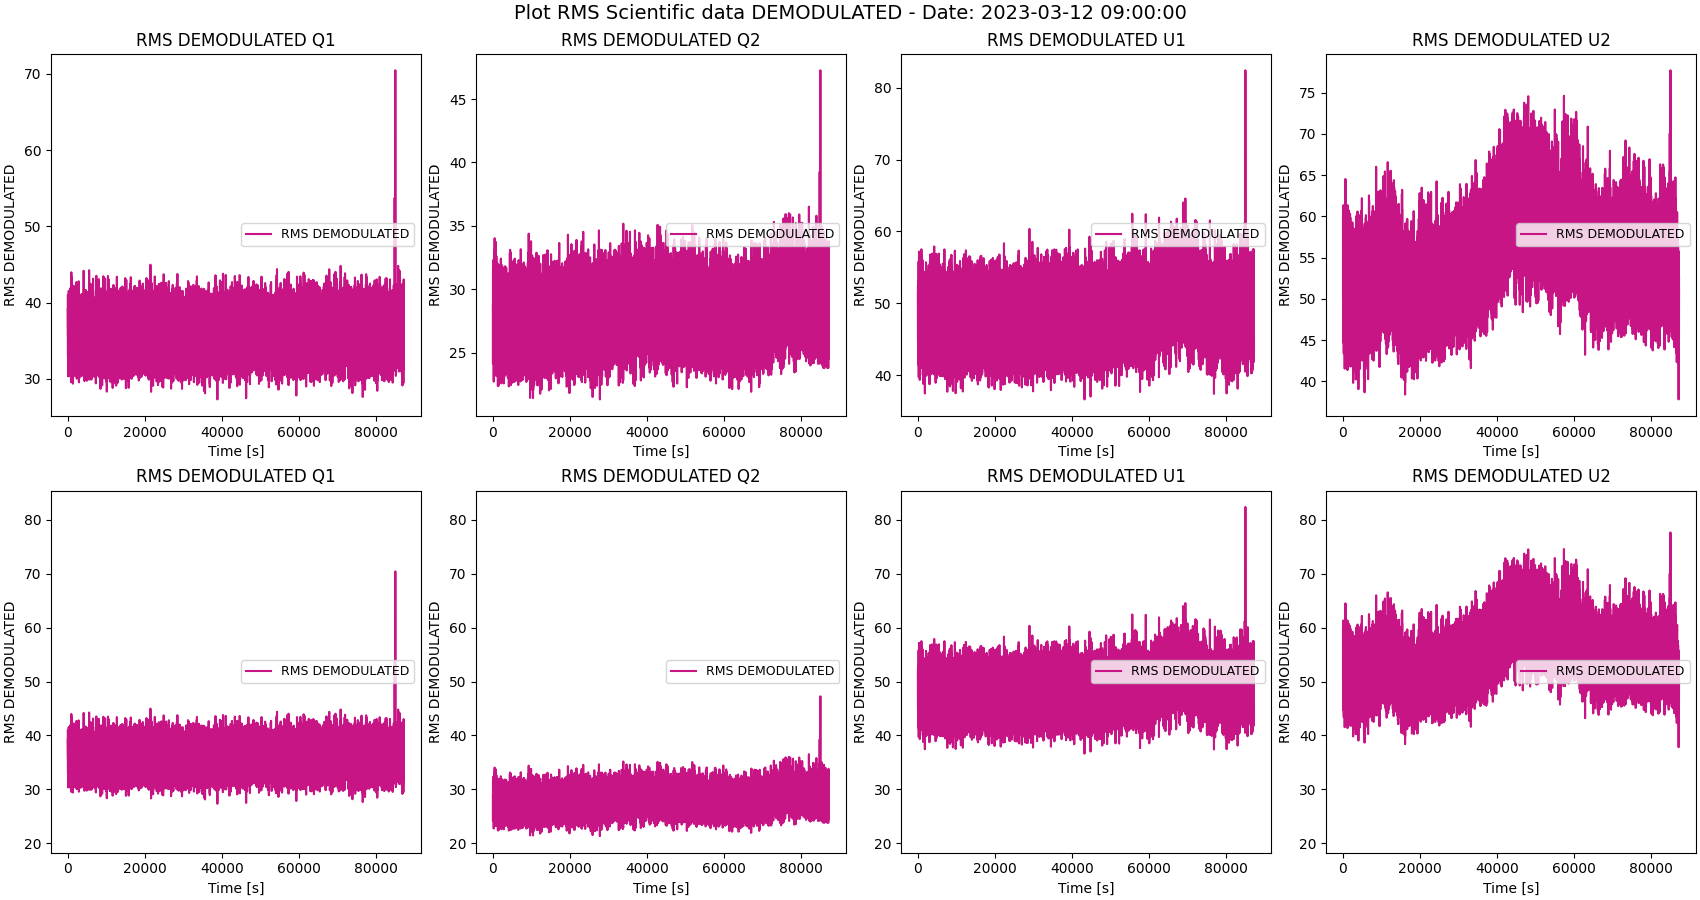 Plot RMS Scientific data DEMODULATED - Date: 2023-03-12 09:00:00
RMS DEMODULATED Q1
RMS DEMODULATED
70
60
50
40
30
RMS DEMODULATED
0 20000 40000 60000 80000
Time [s]
RMS DEMODULATED Q2
RMS DEMODULATED
45
40
35
30
25
RMS DEMODULATED
0 20000 40000 60000 80000
Time [s]
RMS DEMODULATED U1
RMS DEMODULATED
80
70
60
50
40
RMS DEMODULATED
0 20000 40000 60000 80000
Time [s]
RMS DEMODULATED U2
RMS DEMODULATED
75
70
65
60
55
50
45
40
RMS DEMODULATED
0 20000 40000 60000 80000
Time [s]
RMS DEMODULATED Q1
RMS DEMODULATED
80
70
60
50
40
30
20
RMS DEMODULATED
0 20000 40000 60000 80000
Time [s]
RMS DEMODULATED Q2
RMS DEMODULATED
80
70
60
50
40
30
20
RMS DEMODULATED
0 20000 40000 60000 80000
Time [s]
RMS DEMODULATED U1
RMS DEMODULATED
80
70
60
50
40
30
20
RMS DEMODULATED
0 20000 40000 60000 80000
Time [s]
RMS DEMODULATED U2
RMS DEMODULATED
80
70
60
50
40
30
20
RMS DEMODULATED
0 20000 40000 60000 80000
Time [s]